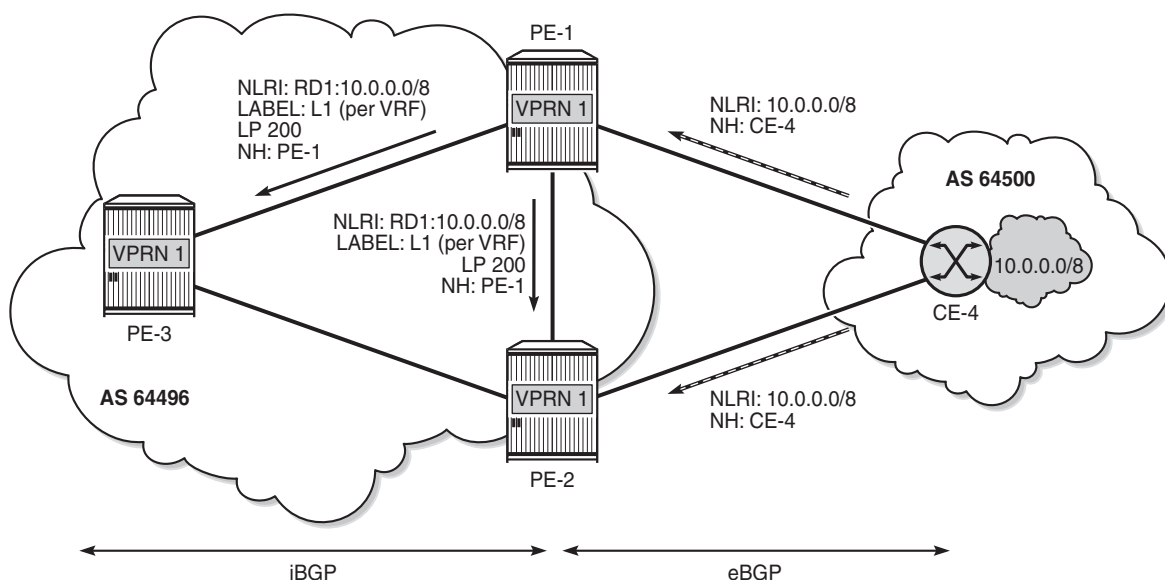 PE-1
NLRI: RD1:10.0.0.0/8
LABEL: L1 (per VRF)
LP 200
NH: PE-1
VPRN 1
NLRI: 10.0.0.0/8
NH: CE-4
AS 64500
NLRI: RD1:10.0.0.0/8
LABEL: L1 (per VRF)
LP 200
NH: PE-1
VPRN 1
10.0.0.0/8
PE-3
CE-4
AS 64496
VPRN 1
NLRI: 10.0.0.0/8
NH: CE-4
PE-2
iBGP
eBGP